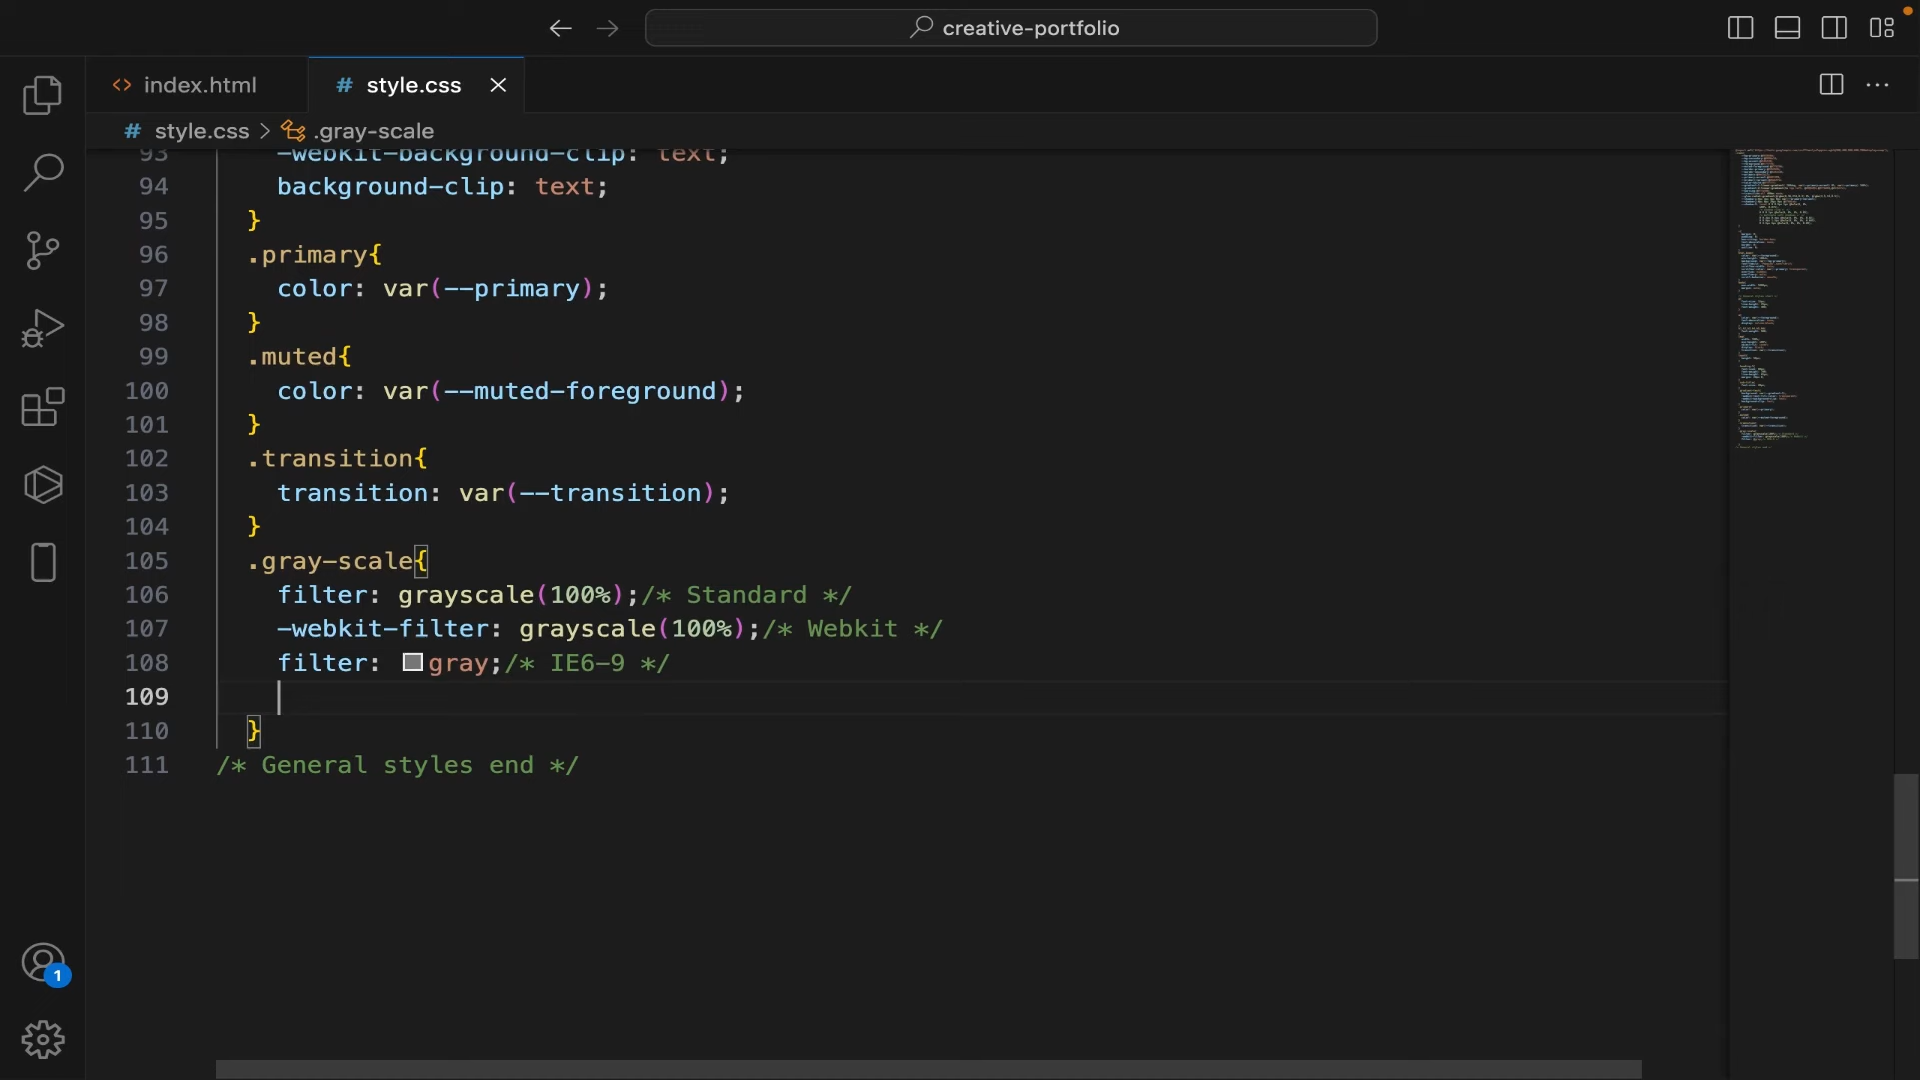 creative-portfolio
index.html
# style.css
# style.css > .gray-scale
93 -webkit-background-clip: text;
94 background-clip: text;
95 }
96 .primary{
97 color: var(--primary);
98 }
99 .muted{
100 color: var(--muted-foreground);
101 }
102 .transition{
103 transition: var(--transition);
104 }
105 .gray-scale{
106 filter: grayscale(100%);/* Standard */
107 -webkit-filter: grayscale(100%);/* Webkit */
108 filter: gray;/* IE6-9 */
109
110 }
111 /* General styles end */
1